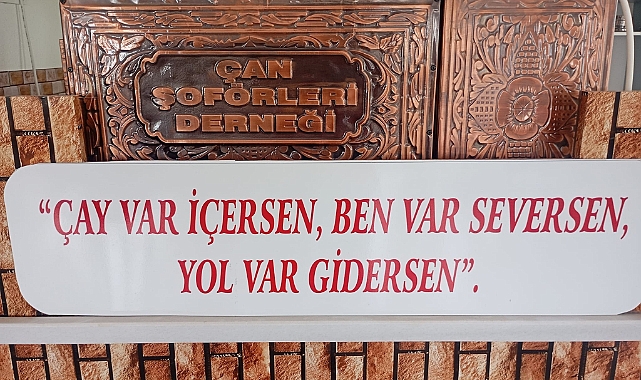 ÇAN
ŞOFÖRLERİ
DERNEĞİ
“ÇAY VAR İÇERSEN, BEN VAR SEVERSEN,
YOL VAR GİDERSEN”.